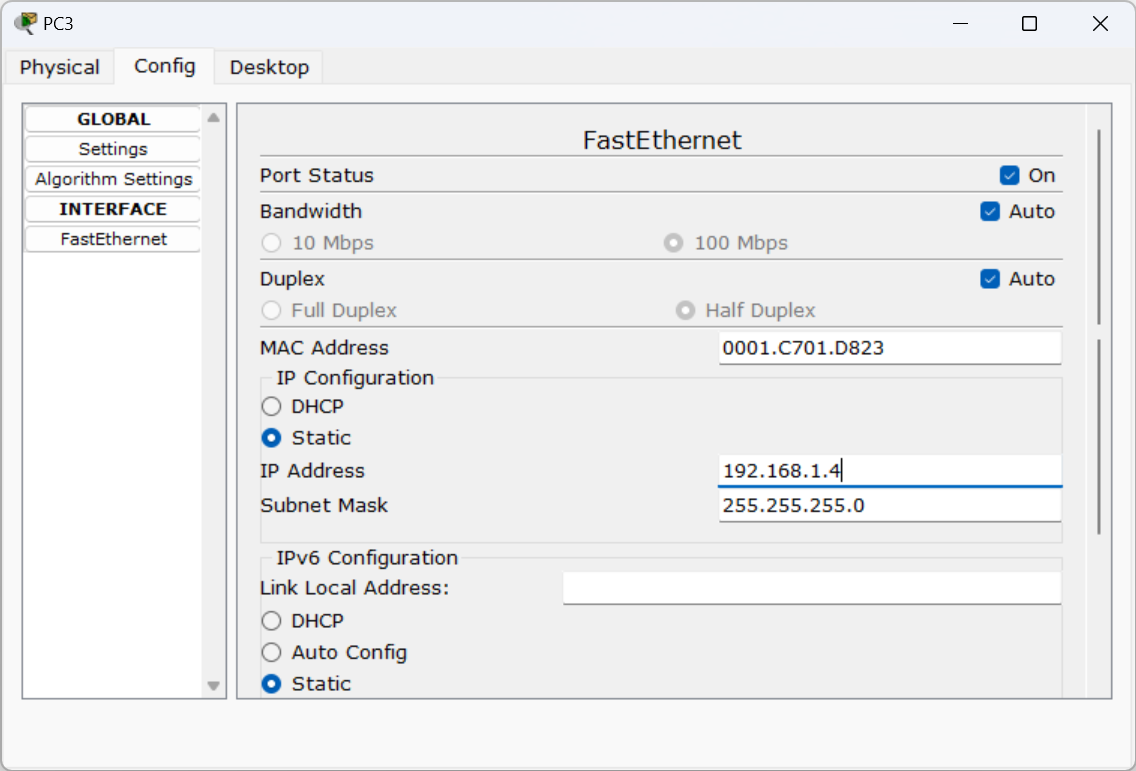 PC3
Physical Config Desktop
GLOBAL
Settings
Algorithm Settings
INTERFACE
FastEthernet
FastEthernet
Port Status On
Bandwidth Auto
10 Mbps 100 Mbps
Duplex Auto
Full Duplex Half Duplex
MAC Address 0001.C701.D823
IP Configuration
DHCP
Static
IP Address 192.168.1.4
Subnet Mask 255.255.255.0
IPv6 Configuration
Link Local Address:
DHCP
Auto Config
Static